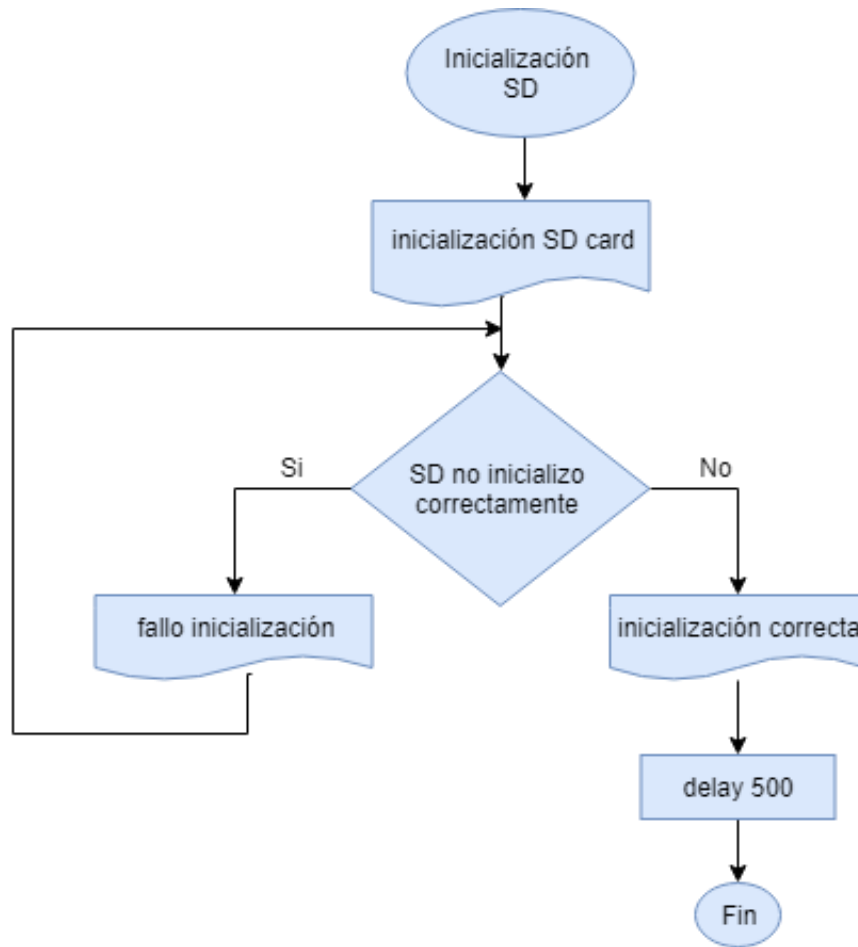 Inicialización
SD
inicialización SD card
SD no inicializo
correctamente
Si
No
fallo inicialización
inicialización correcta
delay 500
Fin